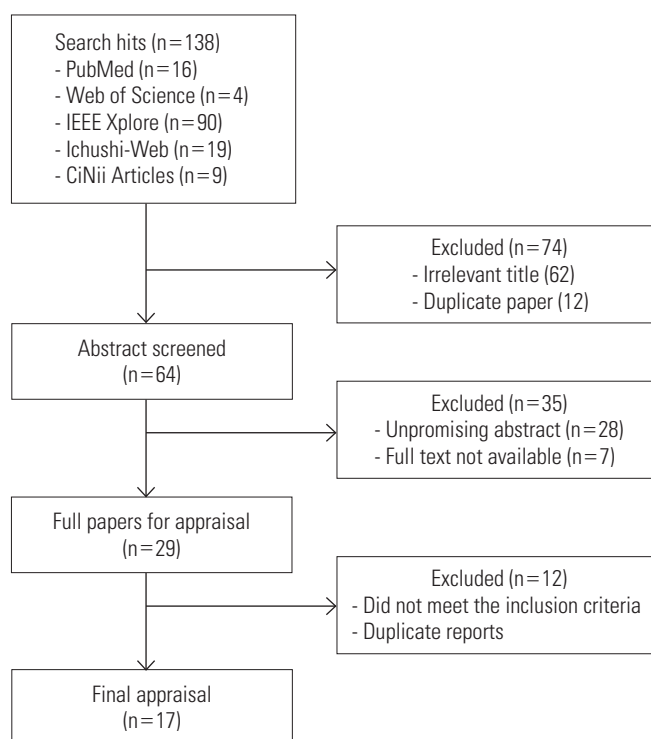 Search hits (n=138)
- PubMed (n=16)
- Web of Science (n=4)
- IEEE Xplore (n=90)
- Ichushi-Web (n=19)
- CiNii Articles (n=9)
Excluded (n=74)
- Irrelevant title (62)
- Duplicate paper (12)
Abstract screened
(n=64)
Excluded (n=35)
- Unpromising abstract (n=28)
- Full text not available (n=7)
Full papers for appraisal
(n=29)
Excluded (n=12)
- Did not meet the inclusion criteria
- Duplicate reports
Final appraisal
(n=17)